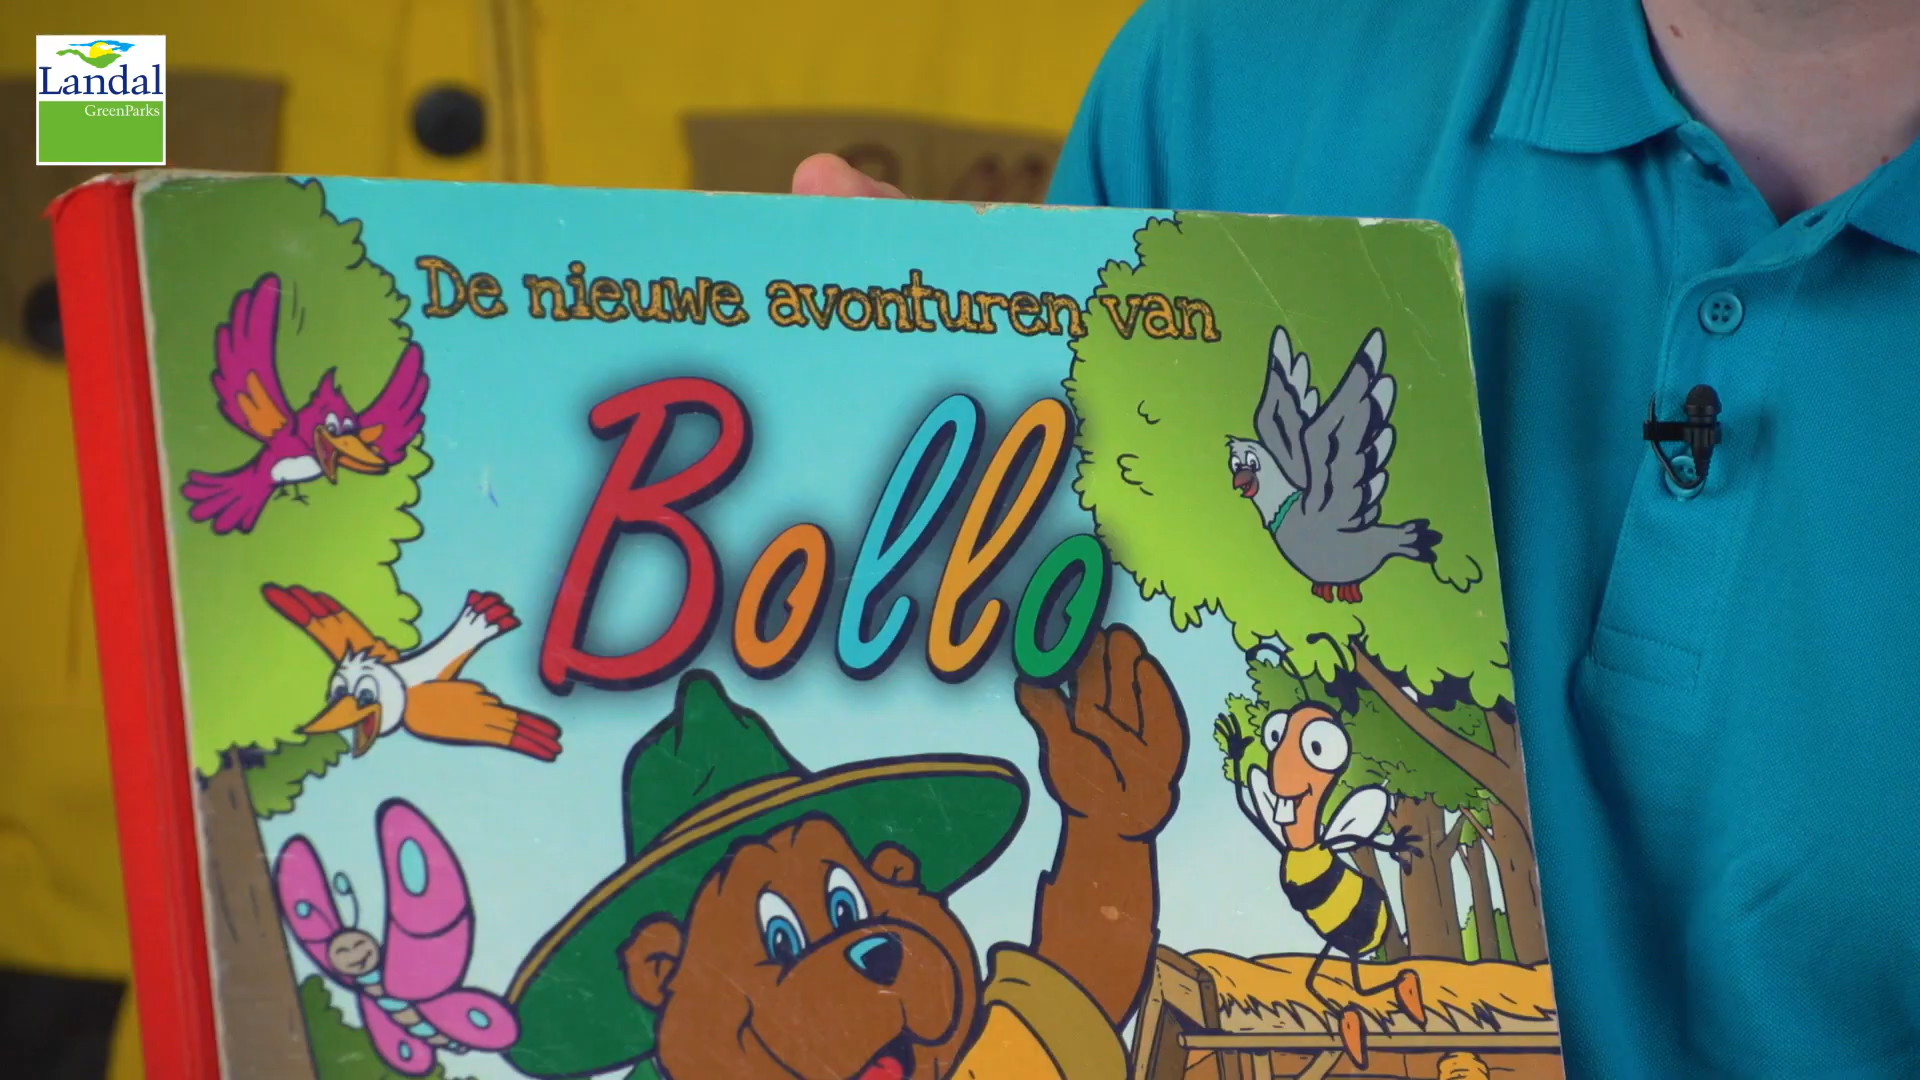 Landal
GreenParks
De nieuwe avonturen van
Bollo